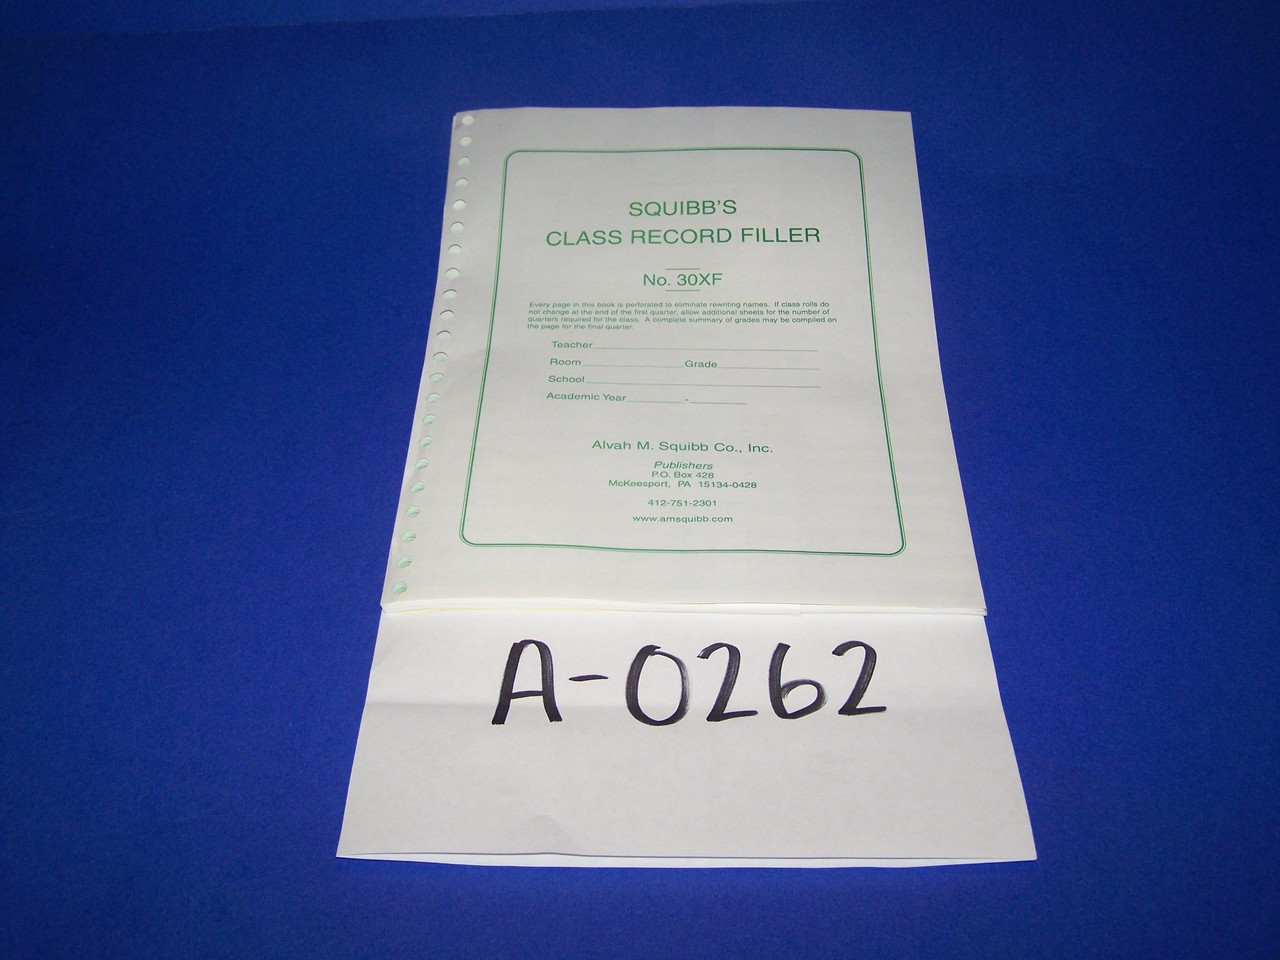 SQUIBB'S
CLASS RECORD FILLER
No. 30XF
Every page in this book is perforated to eliminate rewriting names. If class rolls do
not change at the end of the first quarter, allow additional sheets for the number of
quarters required for the class. A complete summary of grades may be compiled on
the page for the final quarter.
Teacher
Room Grade
School
Academic Year -
Alvah M. Squibb Co., Inc.
Publishers
P.O. Box 428
McKeesport, PA 15134-0428
412-751-2301
www.amsquibb.com
A-0262